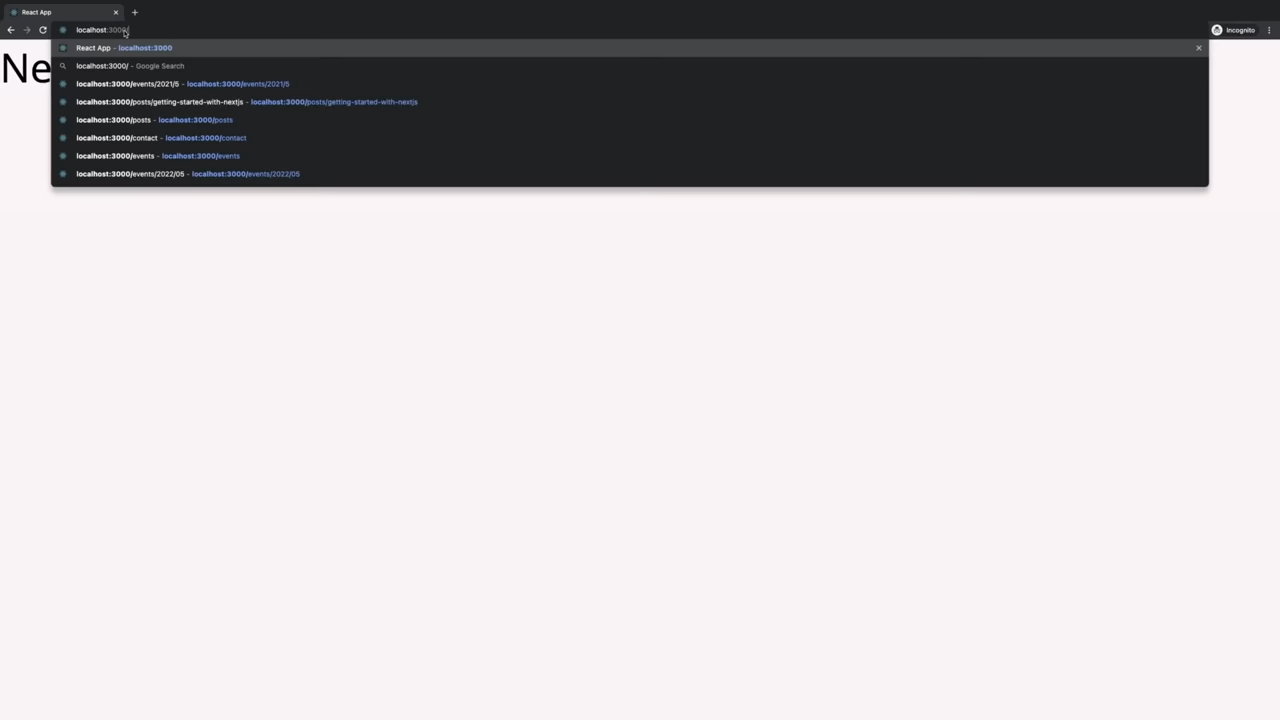 React App
localhost:3000/
Incognito
React App - localhost:3000
localhost:3000/ - Google Search
localhost:3000/events/2021/5 - localhost:3000/events/2021/5
localhost:3000/posts/getting-started-with-nextjs - localhost:3000/posts/getting-started-with-nextjs
localhost:3000/posts - localhost:3000/posts
localhost:3000/contact - localhost:3000/contact
localhost:3000/events - localhost:3000/events
localhost:3000/events/2022/05 - localhost:3000/events/2022/05
Ne